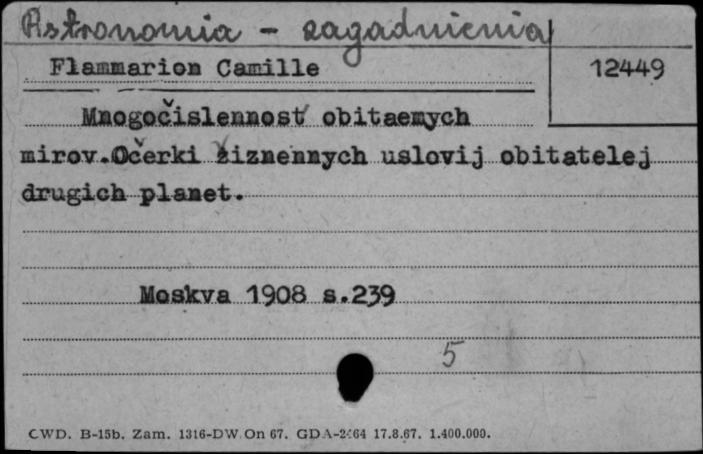 Astronomia - zagadnienia
Flammarion Camille
12449
Mnogočislennost' obitaemych
mirov.Očerki žiznennych uslovij obitatelej
drugich planet.
Moskva 1908 s.239
5
CWD. B-15b. Zam. 1316-DW On 67. GDA-2464 17.8.67. 1.400.000.